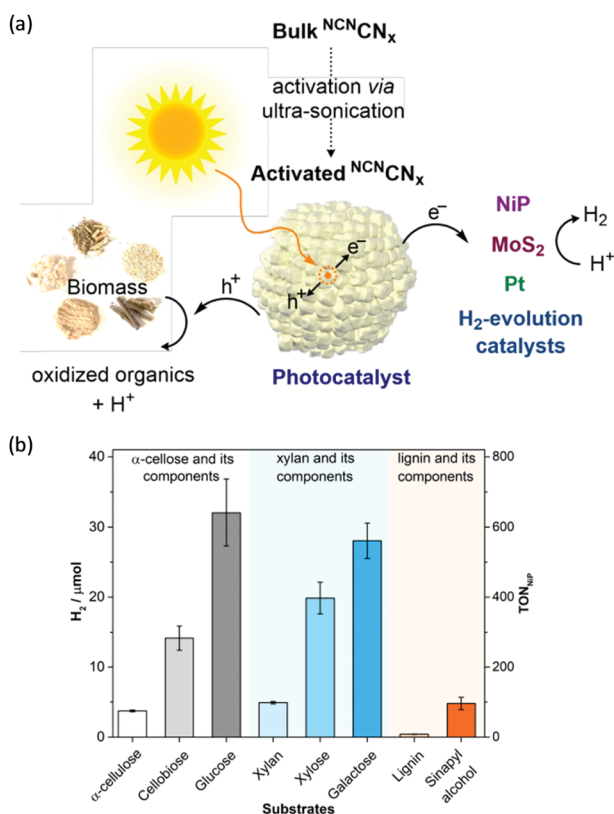 (a)
Bulk NCNCNx
activation via
ultra-sonication
Activated NCNCNx
e−
NiP
H2
MoS2
H+
Pt
H2-evolution
catalysts
e−
h+
Biomass
h+
oxidized organics
+ H+
Photocatalyst
(b)
α-cellose and its
components
xylan and its
components
lignin and its
components
H2 / μmol
40
30
20
10
0
TONNiP
800
600
400
200
0
α-cellulose
Cellobiose
Glucose
Xylan
Xylose
Galactose
Lignin
Sinapyl
alcohol
Substrates